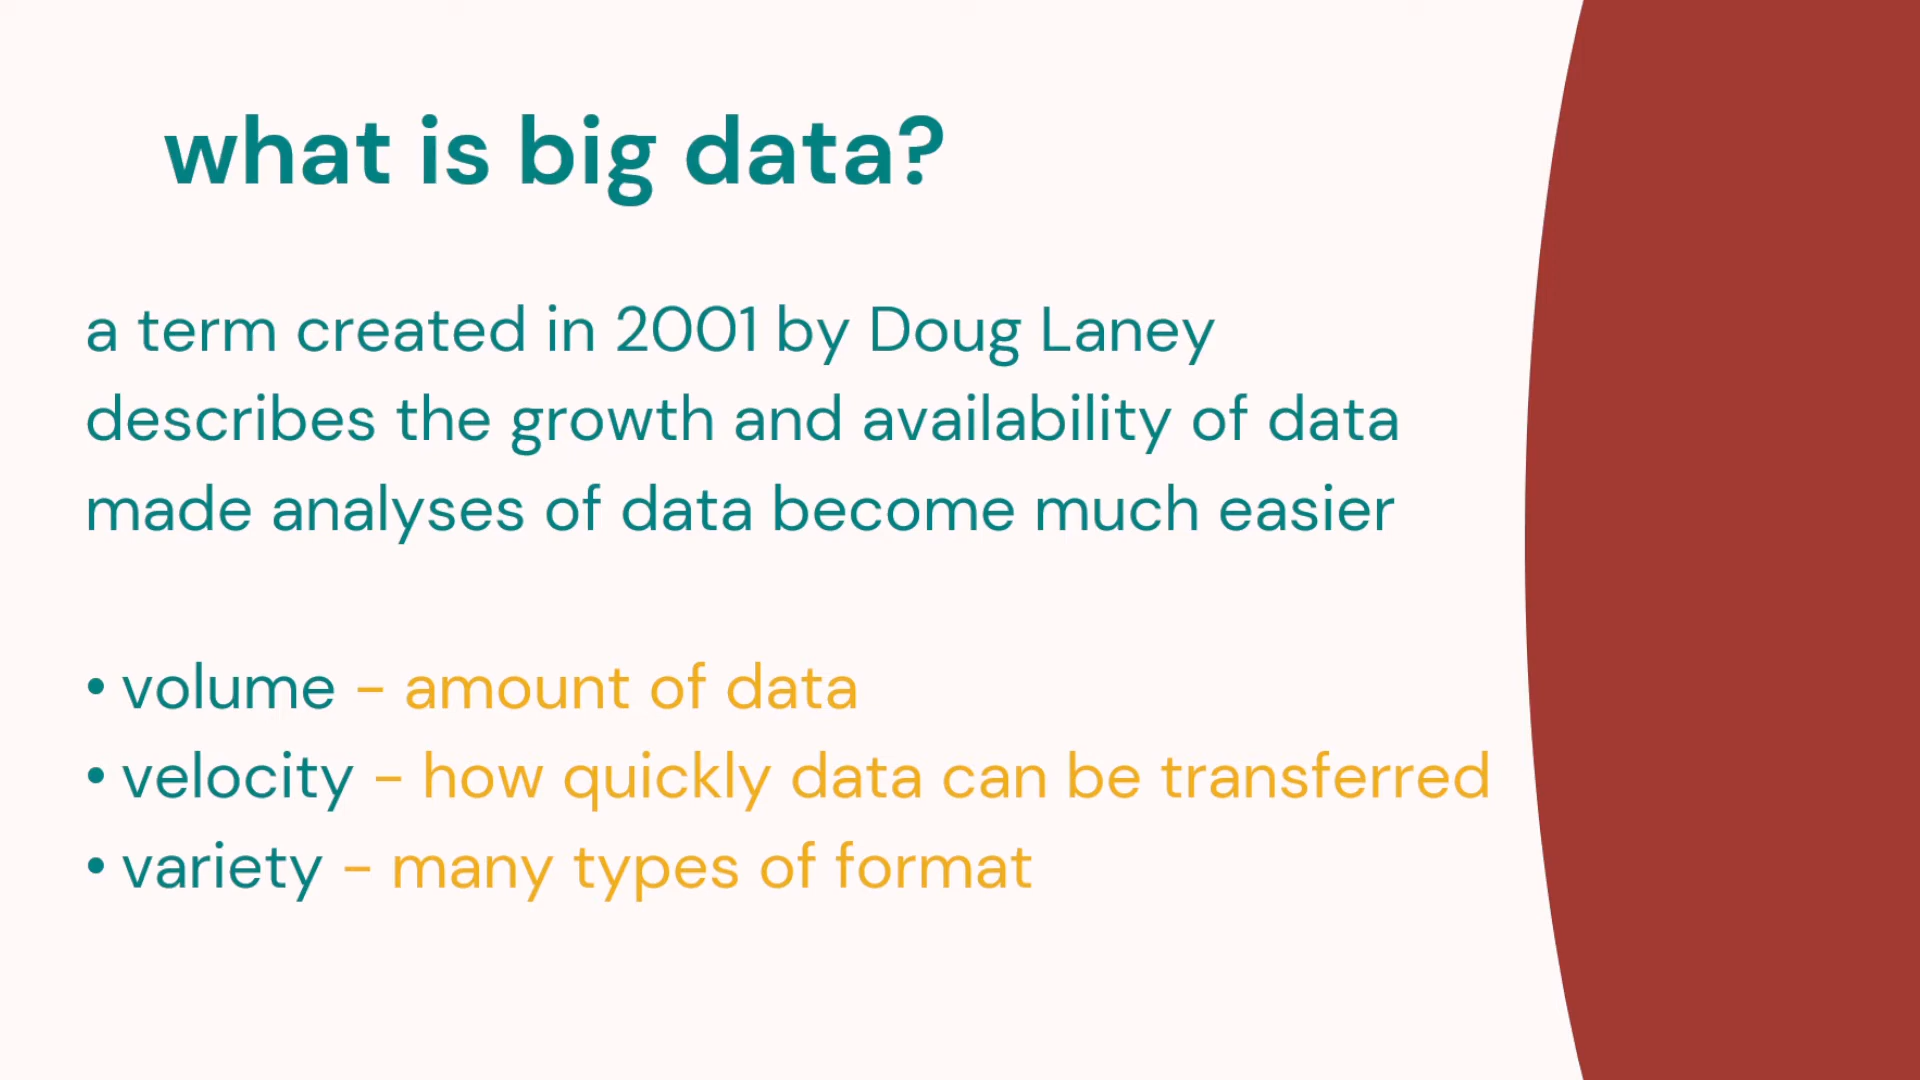 what is big data?
a term created in 2001 by Doug Laney
describes the growth and availability of data
made analyses of data become much easier
• volume - amount of data
• velocity - how quickly data can be transferred
• variety - many types of format